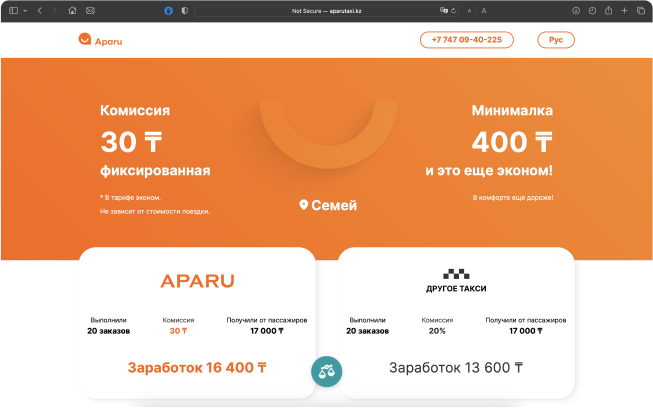 Not Secure — aparutaxi.kz
A A
Aparu
+7 747 09-40-225
Рус
Комиссия
30 ₸
фиксированная
* В тарифе эконом.
Не зависит от стоимости поездки.
Минималка
400 ₸
и это еще эконом!
В комфорте еще дороже!
Семей
APARU
Выполнили
20 заказов
Комиссия
30 ₸
Получили от пассажиров
17 000 ₸
Заработок 16 400 ₸
ДРУГОЕ ТАКСИ
Выполнили
20 заказов
Комиссия
20%
Получили от пассажиров
17 000 ₸
Заработок 13 600 ₸